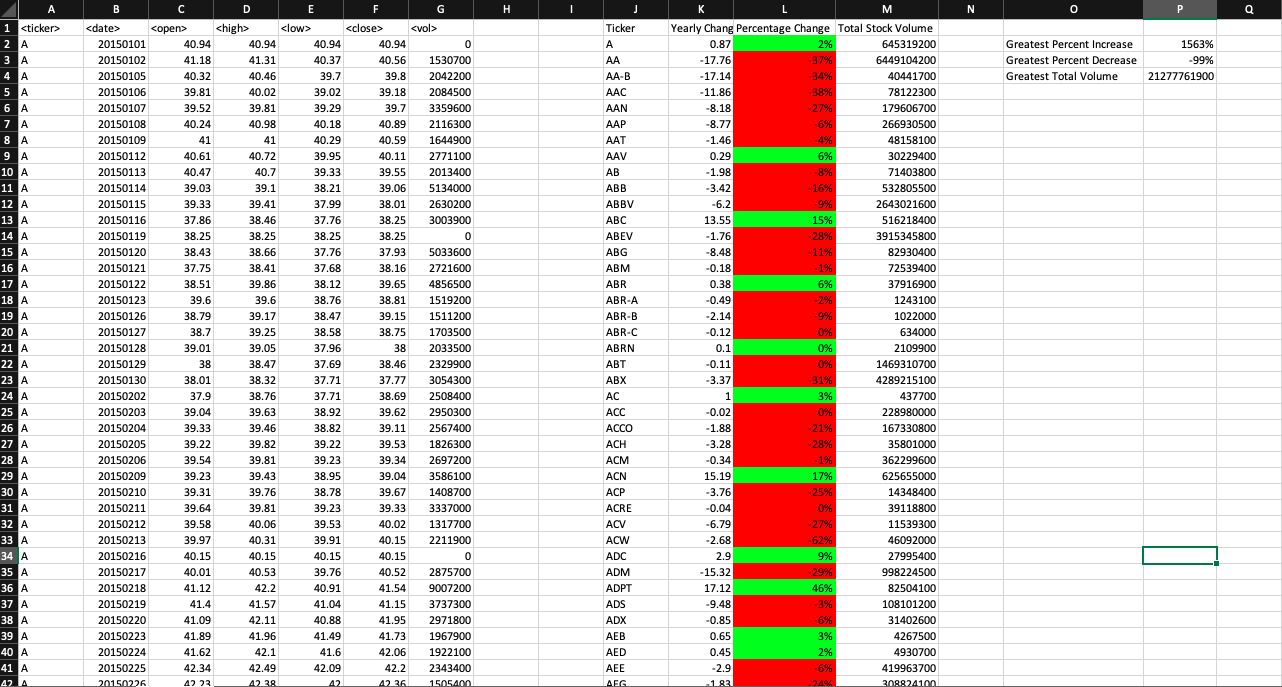 A B C D E F G H I J K L M N O P Q
1 <ticker> <date> <open> <high> <low> <close> <vol> Ticker Yearly Chang Percentage Change Total Stock Volume
2 A 20150101 40.94 40.94 40.94 40.94 0 A 0.87 2% 645319200 Greatest Percent Increase 1563%
3 A 20150102 41.18 41.31 40.37 40.56 1530700 AA -17.76 -37% 6449104200 Greatest Percent Decrease -99%
4 A 20150105 40.32 40.46 39.7 39.8 2042200 AA-B -17.14 -34% 40441700 Greatest Total Volume 21277761900
5 A 20150106 39.81 40.02 39.02 39.18 2084500 AAC -11.86 -38% 78122300
6 A 20150107 39.52 39.81 39.29 39.7 3359600 AAN -8.18 -27% 179606700
7 A 20150108 40.24 40.98 40.18 40.89 2116300 AAP -8.77 -6% 266930500
8 A 20150109 41 41 40.29 40.59 1644900 AAT -1.46 -4% 48158100
9 A 20150112 40.61 40.72 39.95 40.11 2771100 AAV 0.29 6% 30229400
10 A 20150113 40.47 40.7 39.33 39.55 2013400 AB -1.98 -8% 71403800
11 A 20150114 39.03 39.1 38.21 39.06 5134000 ABB -3.42 -16% 532805500
12 A 20150115 39.33 39.41 37.99 38.01 2630200 ABBV -6.2 -9% 2643021600
13 A 20150116 37.86 38.46 37.76 38.25 3003900 ABC 13.55 15% 516218400
14 A 20150119 38.25 38.25 38.25 38.25 0 ABEV -1.76 -28% 3915345800
15 A 20150120 38.43 38.66 37.76 37.93 5033600 ABG -8.48 -11% 82930400
16 A 20150121 37.75 38.41 37.68 38.16 2721600 ABM -0.18 -1% 72539400
17 A 20150122 38.51 39.86 38.12 39.65 4856500 ABR 0.38 6% 37916900
18 A 20150123 39.6 39.6 38.76 38.81 1519200 ABR-A -0.49 -2% 1243100
19 A 20150126 38.79 39.17 38.47 39.15 1511200 ABR-B -2.14 -9% 1022000
20 A 20150127 38.7 39.25 38.58 38.75 1703500 ABR-C -0.12 0% 634000
21 A 20150128 39.01 39.05 37.96 38 2033500 ABRN 0.1 0% 2109900
22 A 20150129 38 38.47 37.69 38.46 2329900 ABT -0.11 0% 1469310700
23 A 20150130 38.01 38.32 37.71 37.77 3054300 ABX -3.37 -31% 4289215100
24 A 20150202 37.9 38.76 37.71 38.69 2508400 AC 1 3% 437700
25 A 20150203 39.04 39.63 38.92 39.62 2950300 ACC -0.02 0% 228980000
26 A 20150204 39.33 39.46 38.82 39.11 2567400 ACCO -1.88 -21% 167330800
27 A 20150205 39.22 39.82 39.22 39.53 1826300 ACH -3.28 -28% 35801000
28 A 20150206 39.54 39.81 39.23 39.34 2697200 ACM -0.34 -1% 362299600
29 A 20150209 39.23 39.43 38.95 39.04 3586100 ACN 15.19 17% 625655000
30 A 20150210 39.31 39.76 38.78 39.67 1408700 ACP -3.76 -25% 14348400
31 A 20150211 39.64 39.81 39.23 39.33 3337000 ACRE -0.04 0% 39118800
32 A 20150212 39.58 40.06 39.53 40.02 1317700 ACV -6.79 -27% 11539300
33 A 20150213 39.97 40.31 39.91 40.15 2211900 ACW -2.68 -62% 46092000
34 A 20150216 40.15 40.15 40.15 40.15 0 ADC 2.9 9% 27995400
35 A 20150217 40.01 40.53 39.76 40.52 2875700 ADM -15.32 -29% 998224500
36 A 20150218 41.12 42.2 40.91 41.54 9007200 ADPT 17.12 46% 82504100
37 A 20150219 41.4 41.57 41.04 41.15 3737300 ADS -9.48 -3% 108101200
38 A 20150220 41.09 42.11 40.88 41.95 2971800 ADX -0.85 -6% 31402600
39 A 20150223 41.89 41.96 41.49 41.73 1967900 AEB 0.65 3% 4267500
40 A 20150224 41.62 42.1 41.6 42.06 1922100 AED 0.45 2% 4930700
41 A 20150225 42.34 42.49 42.09 42.2 2343400 AEE -2.9 -6% 419963700
42 A 20150226 42.23 42.38 42 42.36 1505400 AEG -1.83 -24% 308824100